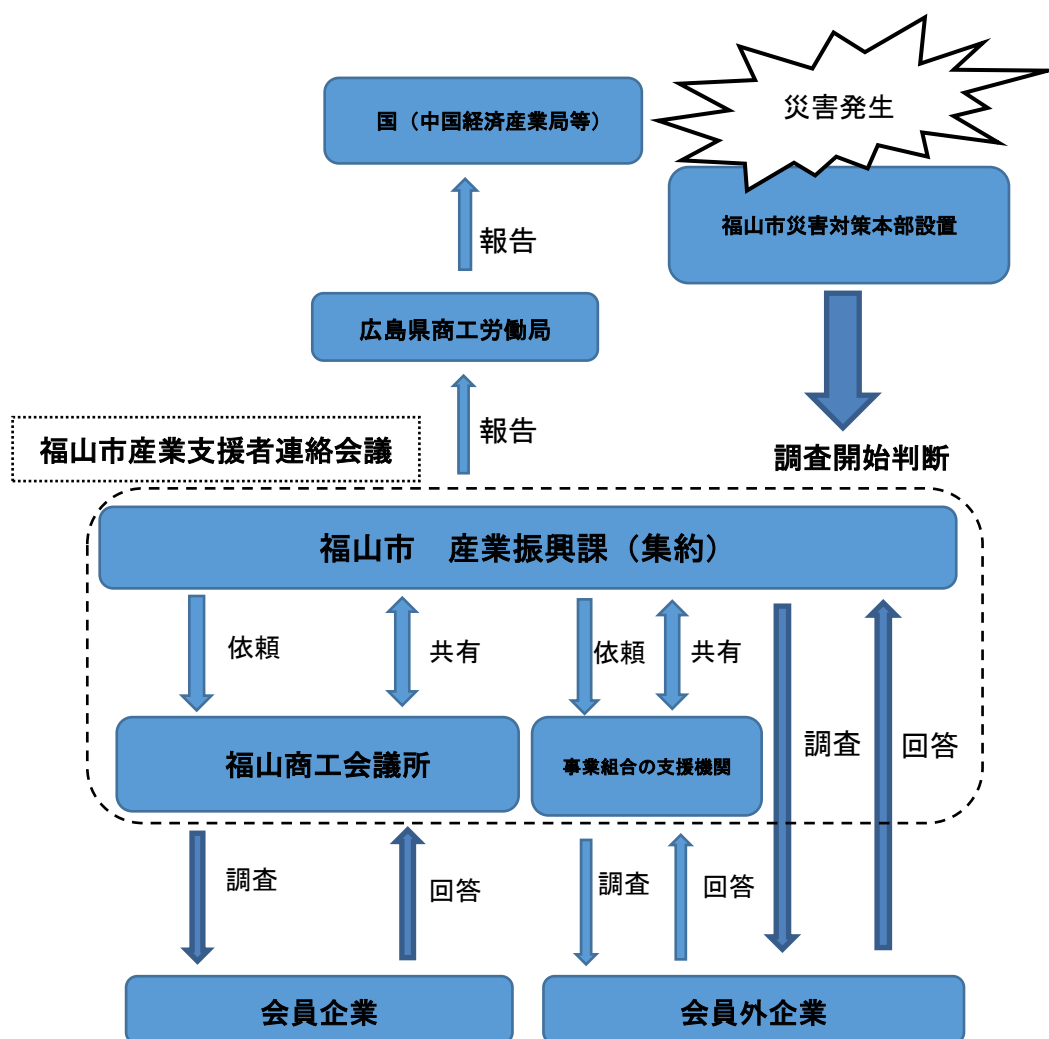 災害発生
国（中国経済産業局等）
福山市災害対策本部設置
報告
広島県商工労働局
報告
福山市産業支援者連絡会議
調査開始判断
福山市　産業振興課（集約）
依頼
共有
依頼
共有
調査
回答
福山商工会議所
事業組合の支援機関
調査
回答
調査
回答
会員企業
会員外企業